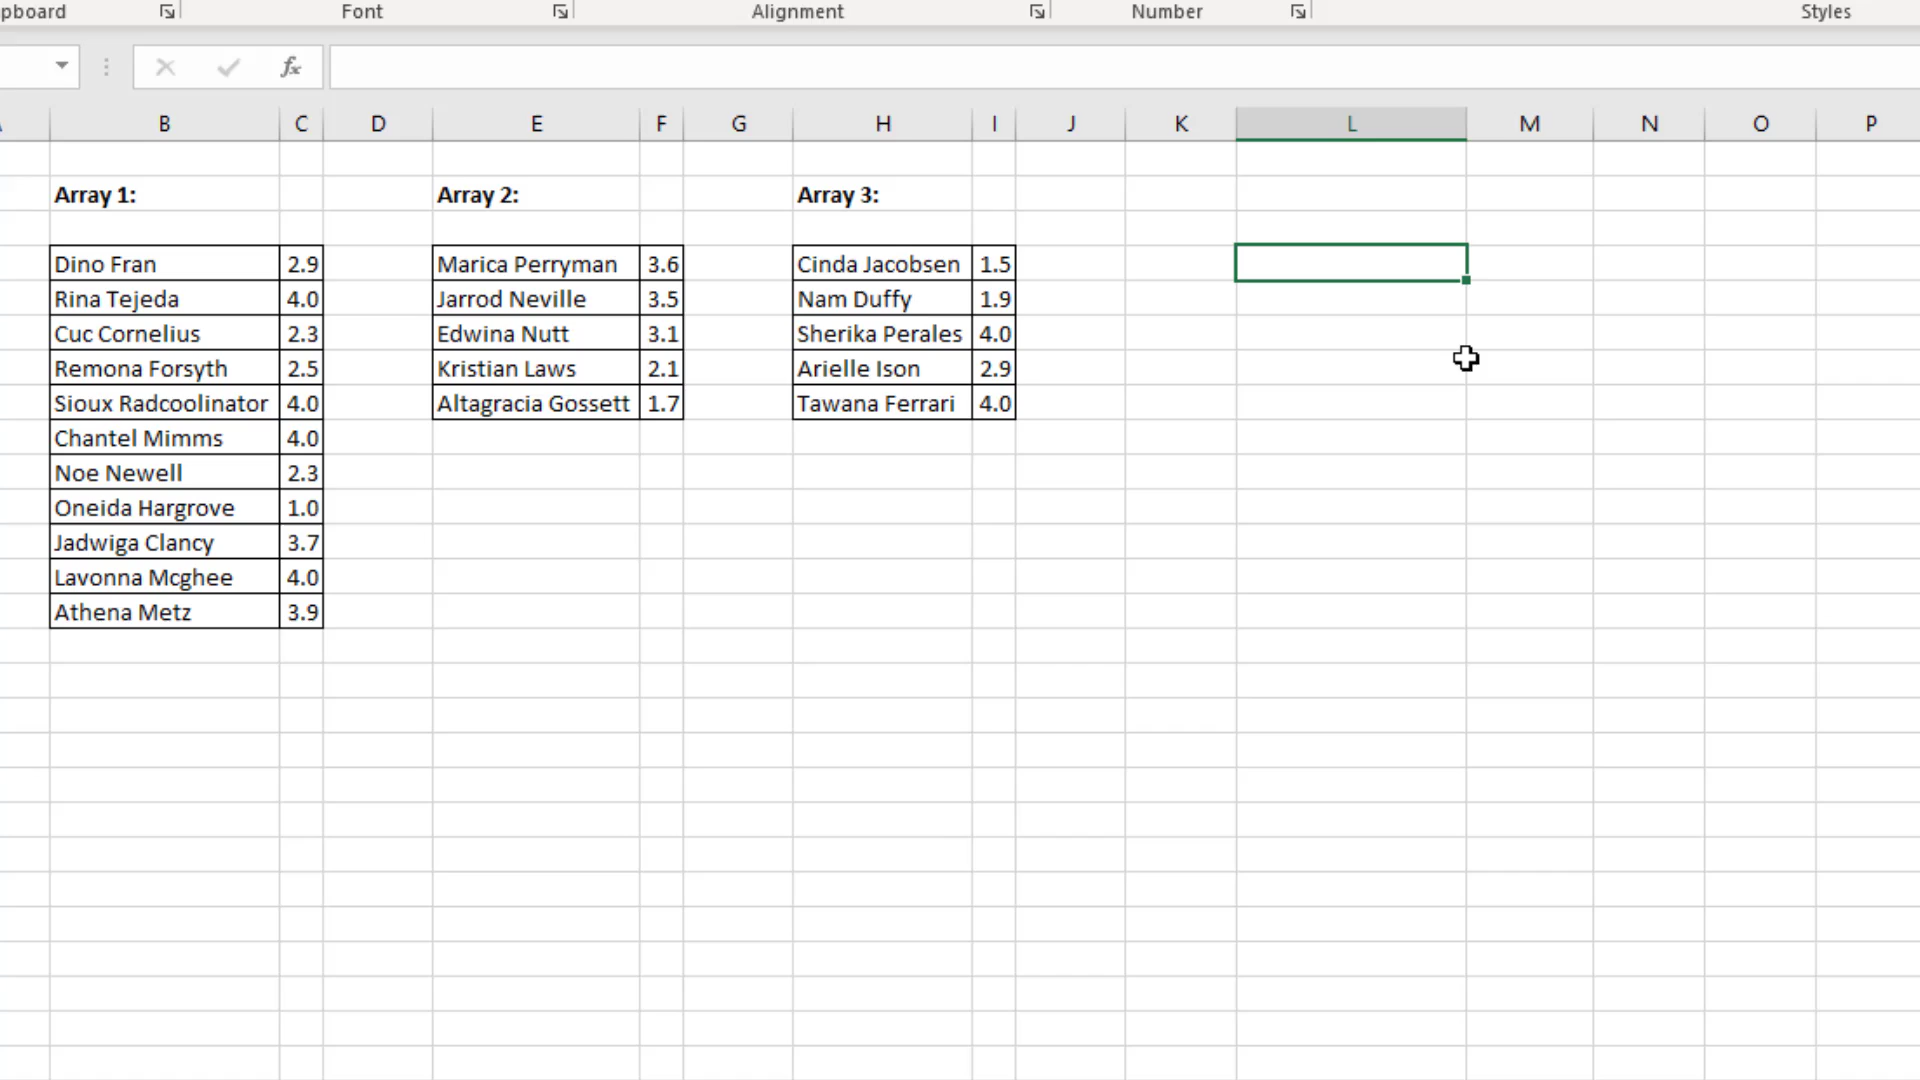 pboard Font Alignment Number Styles
fx
B C D E F G H I J K L M N O P
Array 1: Array 2: Array 3:
Dino Fran 2.9 Marica Perryman 3.6 Cinda Jacobsen 1.5
Rina Tejeda 4.0 Jarrod Neville 3.5 Nam Duffy 1.9
Cuc Cornelius 2.3 Edwina Nutt 3.1 Sherika Perales 4.0
Remona Forsyth 2.5 Kristian Laws 2.1 Arielle Ison 2.9
Sioux Radcoolinator 4.0 Altagracia Gossett 1.7 Tawana Ferrari 4.0
Chantel Mimms 4.0
Noe Newell 2.3
Oneida Hargrove 1.0
Jadwiga Clancy 3.7
Lavonna Mcghee 4.0
Athena Metz 3.9